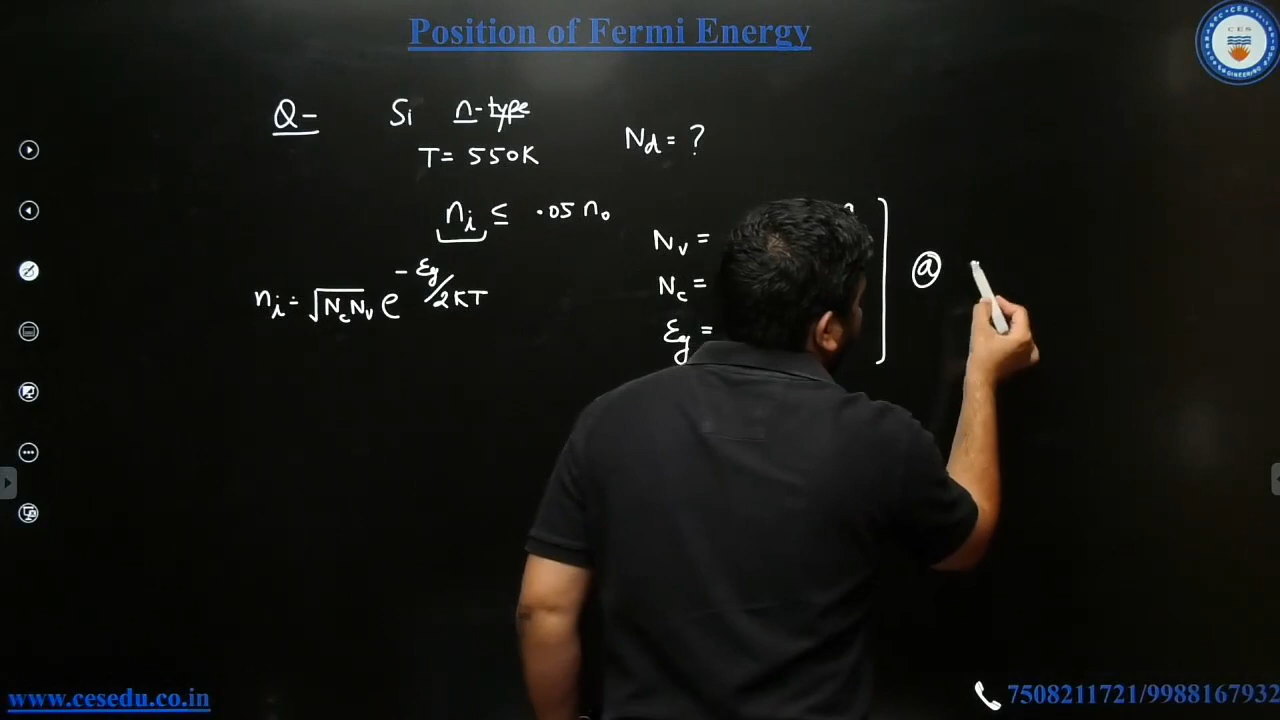 Position of Fermi Energy
CES
Q- Si n-type
T= 550K
Nd = ?
ni ≤ .05 n0
Nv =
Nc =
Eg =
@
ni = √NcNv e^-Eg/2KT
www.cesedu.co.in
7508211721/9988167932